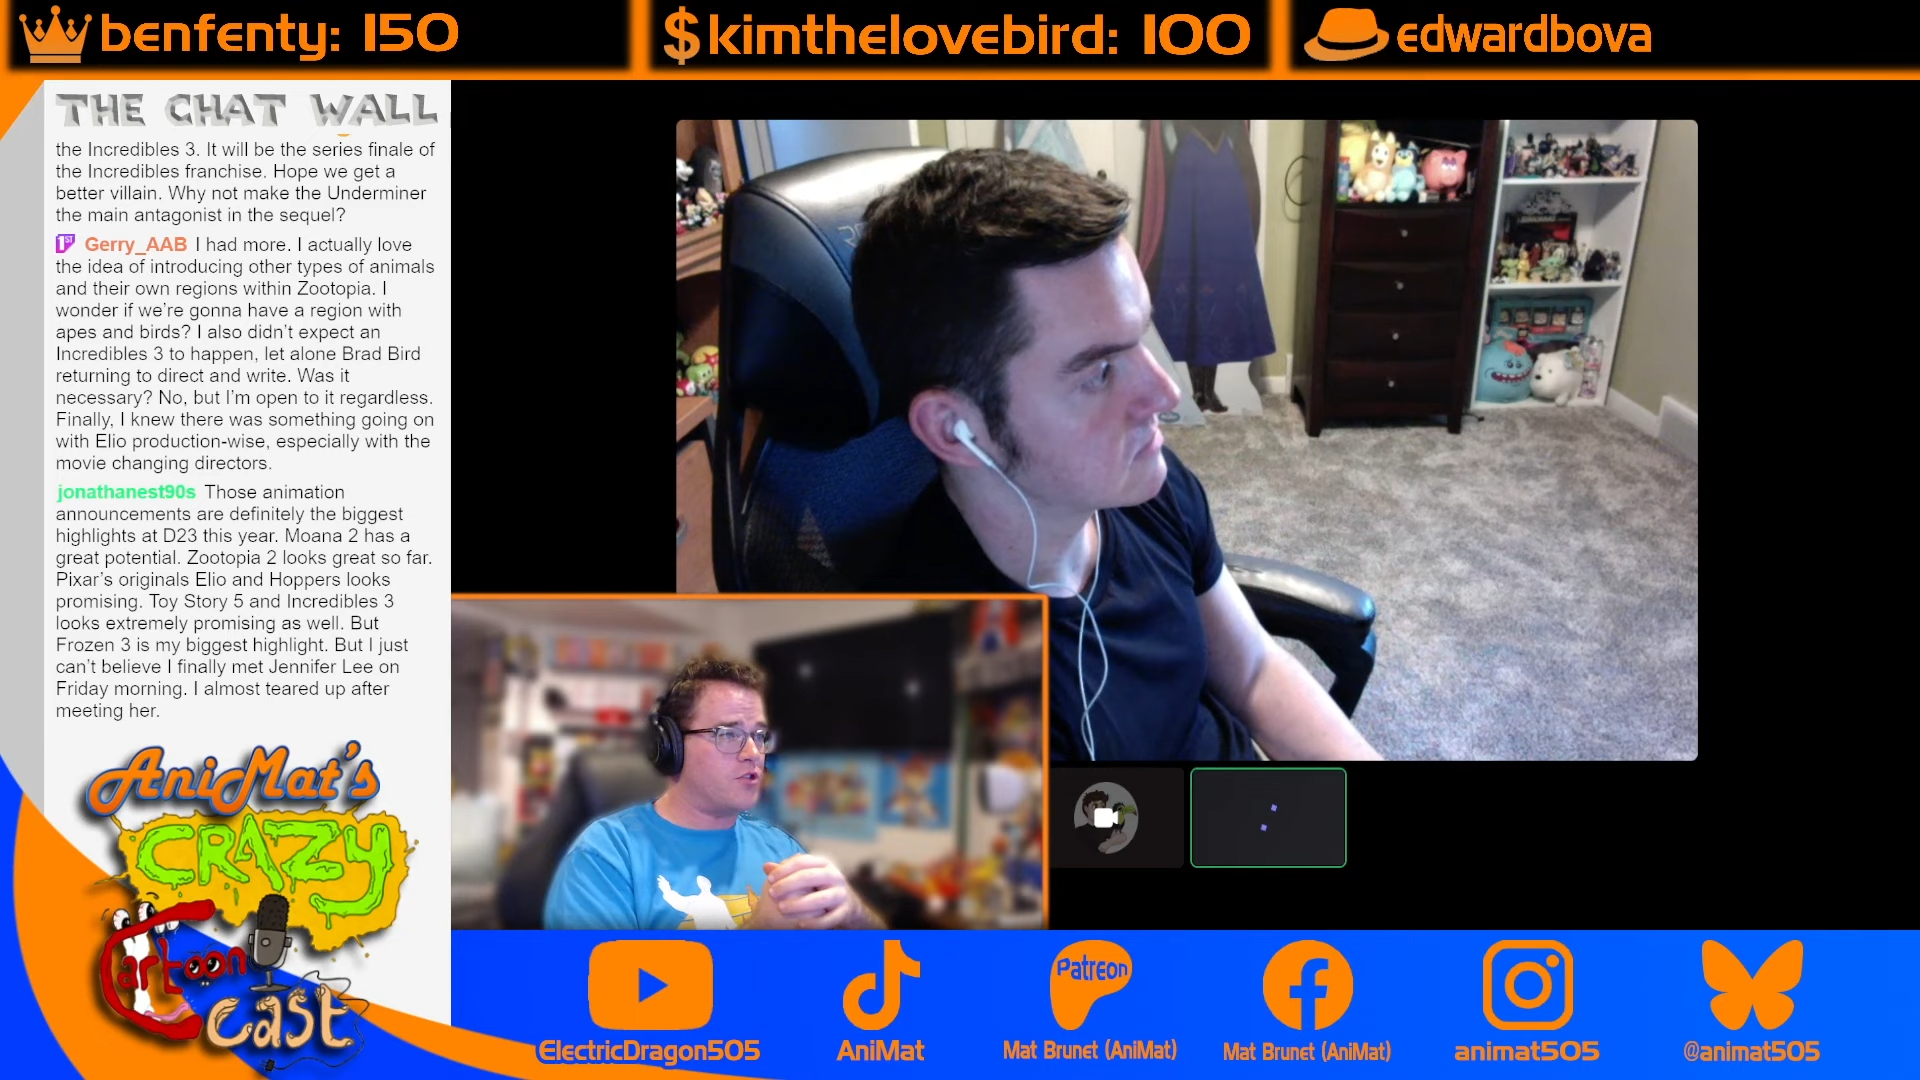 benfenty: 150
$kimthelovebird: 100
edwardbova
THE CHAT WALL
the Incredibles 3. It will be the series finale of
the Incredibles franchise. Hope we get a
better villain. Why not make the Underminer
the main antagonist in the sequel?
1ST Gerry_AAB I had more. I actually love
the idea of introducing other types of animals
and their own regions within Zootopia. I
wonder if we’re gonna have a region with
apes and birds? I also didn’t expect an
Incredibles 3 to happen, let alone Brad Bird
returning to direct and write. Was it
necessary? No, but I’m open to it regardless.
Finally, I knew there was something going on
with Elio production-wise, especially with the
movie changing directors.
jonathanest90s Those animation
announcements are definitely the biggest
highlights at D23 this year. Moana 2 has a
great potential. Zootopia 2 looks great so far.
Pixar’s originals Elio and Hoppers looks
promising. Toy Story 5 and Incredibles 3
looks extremely promising as well. But
Frozen 3 is my biggest highlight. But I just
can’t believe I finally met Jennifer Lee on
Friday morning. I almost teared up after
meeting her.
AniMat's
CRAZY
Cartoon
cast
Patreon
ElectricDragon505
AniMat
Mat Brunet (AniMat)
Mat Brunet (AniMat)
animat505
@animat505